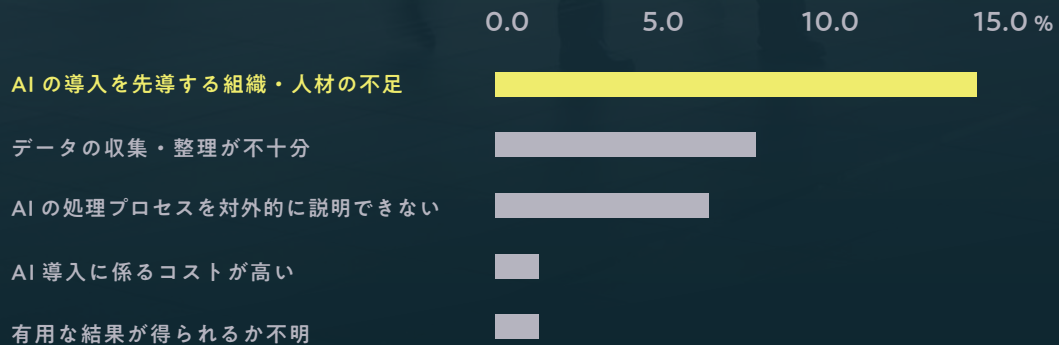 0.0 5.0 10.0 15.0 %
AI の導入を先導する組織・人材の不足
データの収集・整理が不十分
AI の処理プロセスを対外的に説明できない
AI 導入に係るコストが高い
有用な結果が得られるか不明